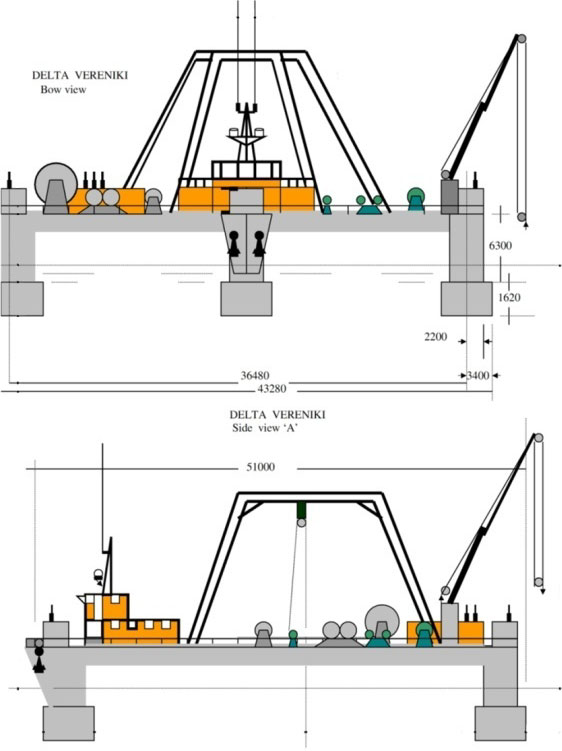 DELTA VERENIKI
Bow view
6300
1620
2200
36480
3400
43280
DELTA VERENIKI
Side view ‘A’
51000